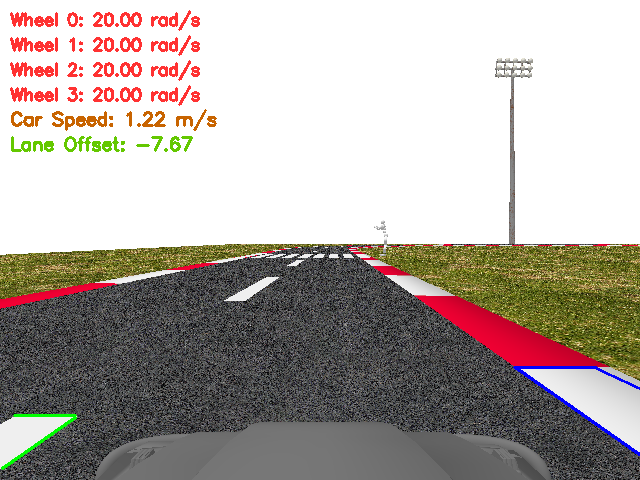 Wheel 0: 20.00 rad/s
Wheel 1: 20.00 rad/s
Wheel 2: 20.00 rad/s
Wheel 3: 20.00 rad/s
Car Speed: 1.22 m/s
Lane Offset: -7.67